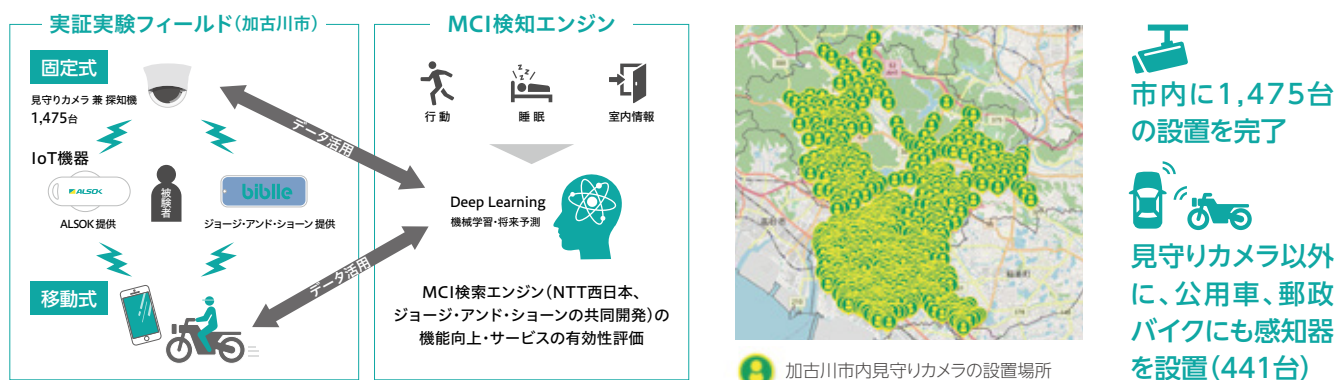 実証実験フィールド(加古川市)
固定式
見守りカメラ 兼 探知機
1,475台
IoT機器
ALSOK
ALSOK 提供
被験者
biblle
ジョージ・アンド・ショーン 提供
移動式
データ活用
データ活用
MCI検知エンジン
行 動
睡 眠
室内情報
Deep Learning
機械学習・将来予測
MCI検索エンジン(NTT西日本、
ジョージ・アンド・ショーンの共同開発)の
機能向上・サービスの有効性評価
加古川市内見守りカメラの設置場所
市内に1,475台
の設置を完了
見守りカメラ以外
に、公用車、郵政
バイクにも感知器
を設置(441台)